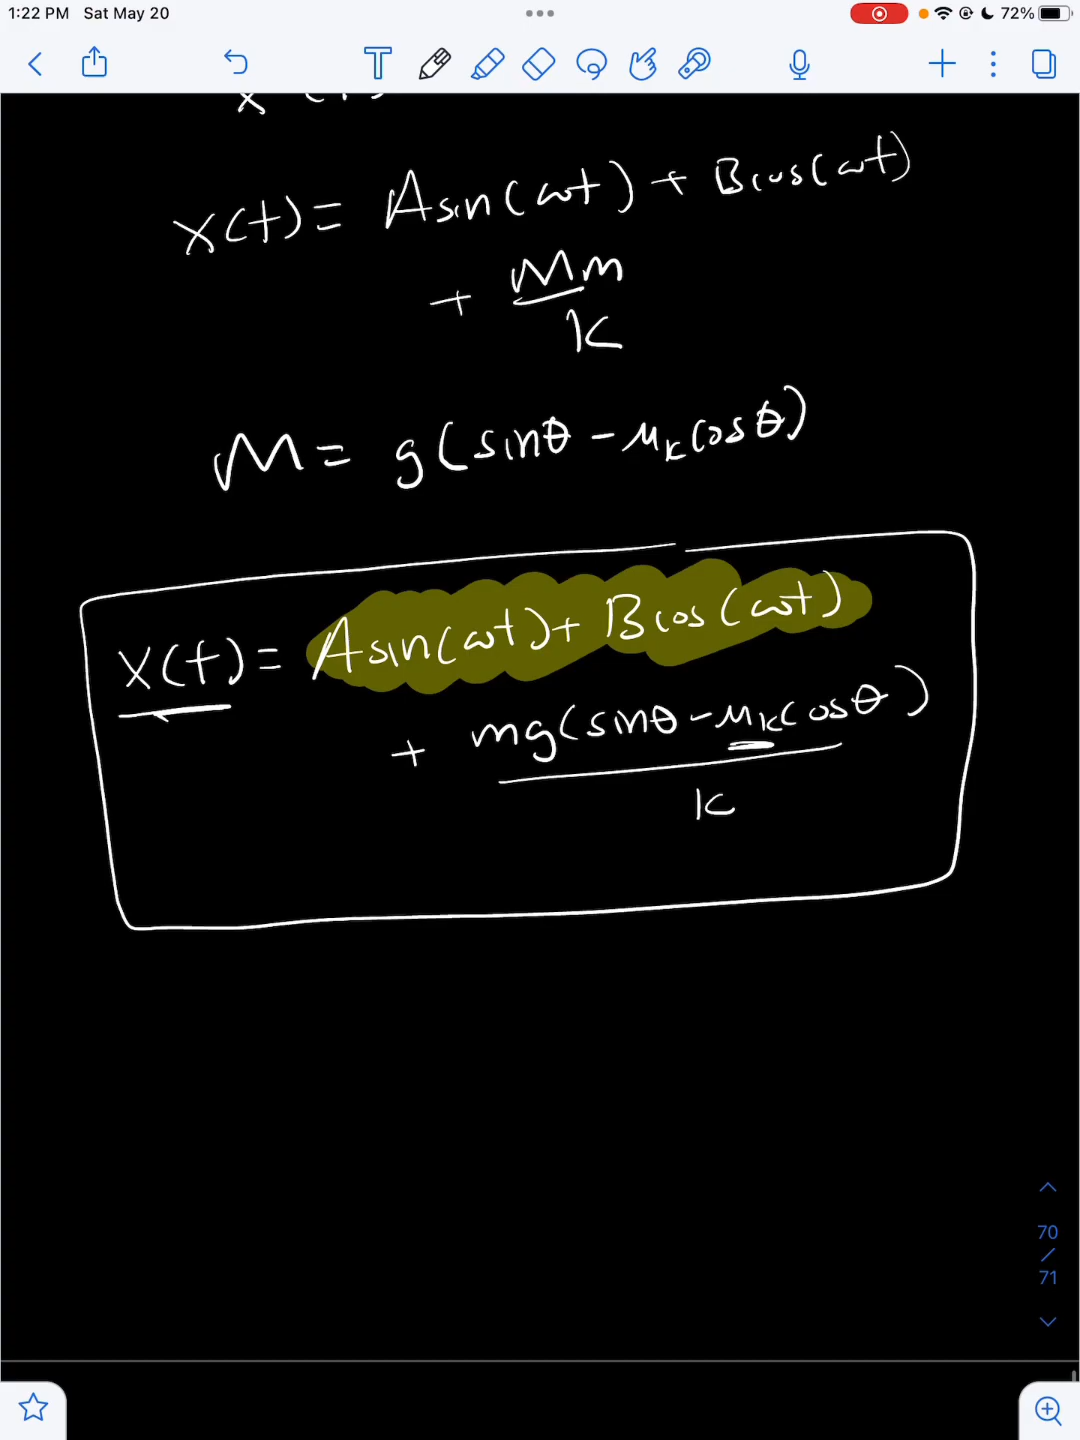 1:22 PM Sat May 20
72%
T
x(t) = A sin(ωt) + B cos(ωt)
+ Mm
K
M = g(sinθ - μk cosθ)
x(t) = A sin(ωt) + B cos(ωt)
+ mg(sinθ - μk cosθ)
K
70
/
71